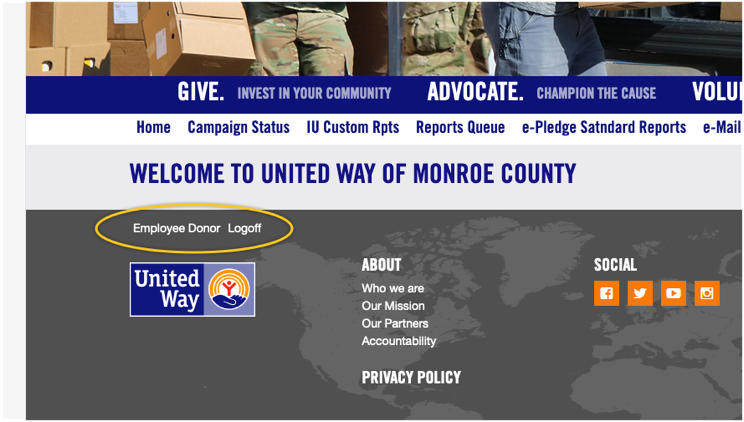 GIVE. INVEST IN YOUR COMMUNITY ADVOCATE. CHAMPION THE CAUSE VOLU
Home Campaign Status IU Custom Rpts Reports Queue e-Pledge Satndard Reports e-Mail
WELCOME TO UNITED WAY OF MONROE COUNTY
Employee Donor Logoff
United
Way
ABOUT
Who we are
Our Mission
Our Partners
Accountability
PRIVACY POLICY
SOCIAL